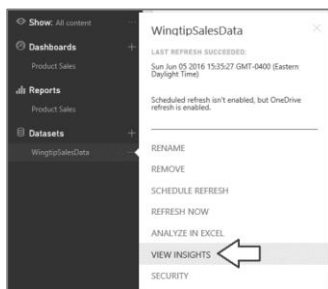 Show: All content
Dashboards
Product Sales
Reports
Product Sales
Datasets
WingtipSalesData
WingtipSalesData
LAST REFRESH SUCCEEDED:
Sun Jun 05 2016 15:35:27 GMT-0400 (Eastern
Daylight Time)
Scheduled refresh isn't enabled, but OneDrive
refresh is enabled.
RENAME
REMOVE
SCHEDULE REFRESH
REFRESH NOW
ANALYZE IN EXCEL
VIEW INSIGHTS
SECURITY